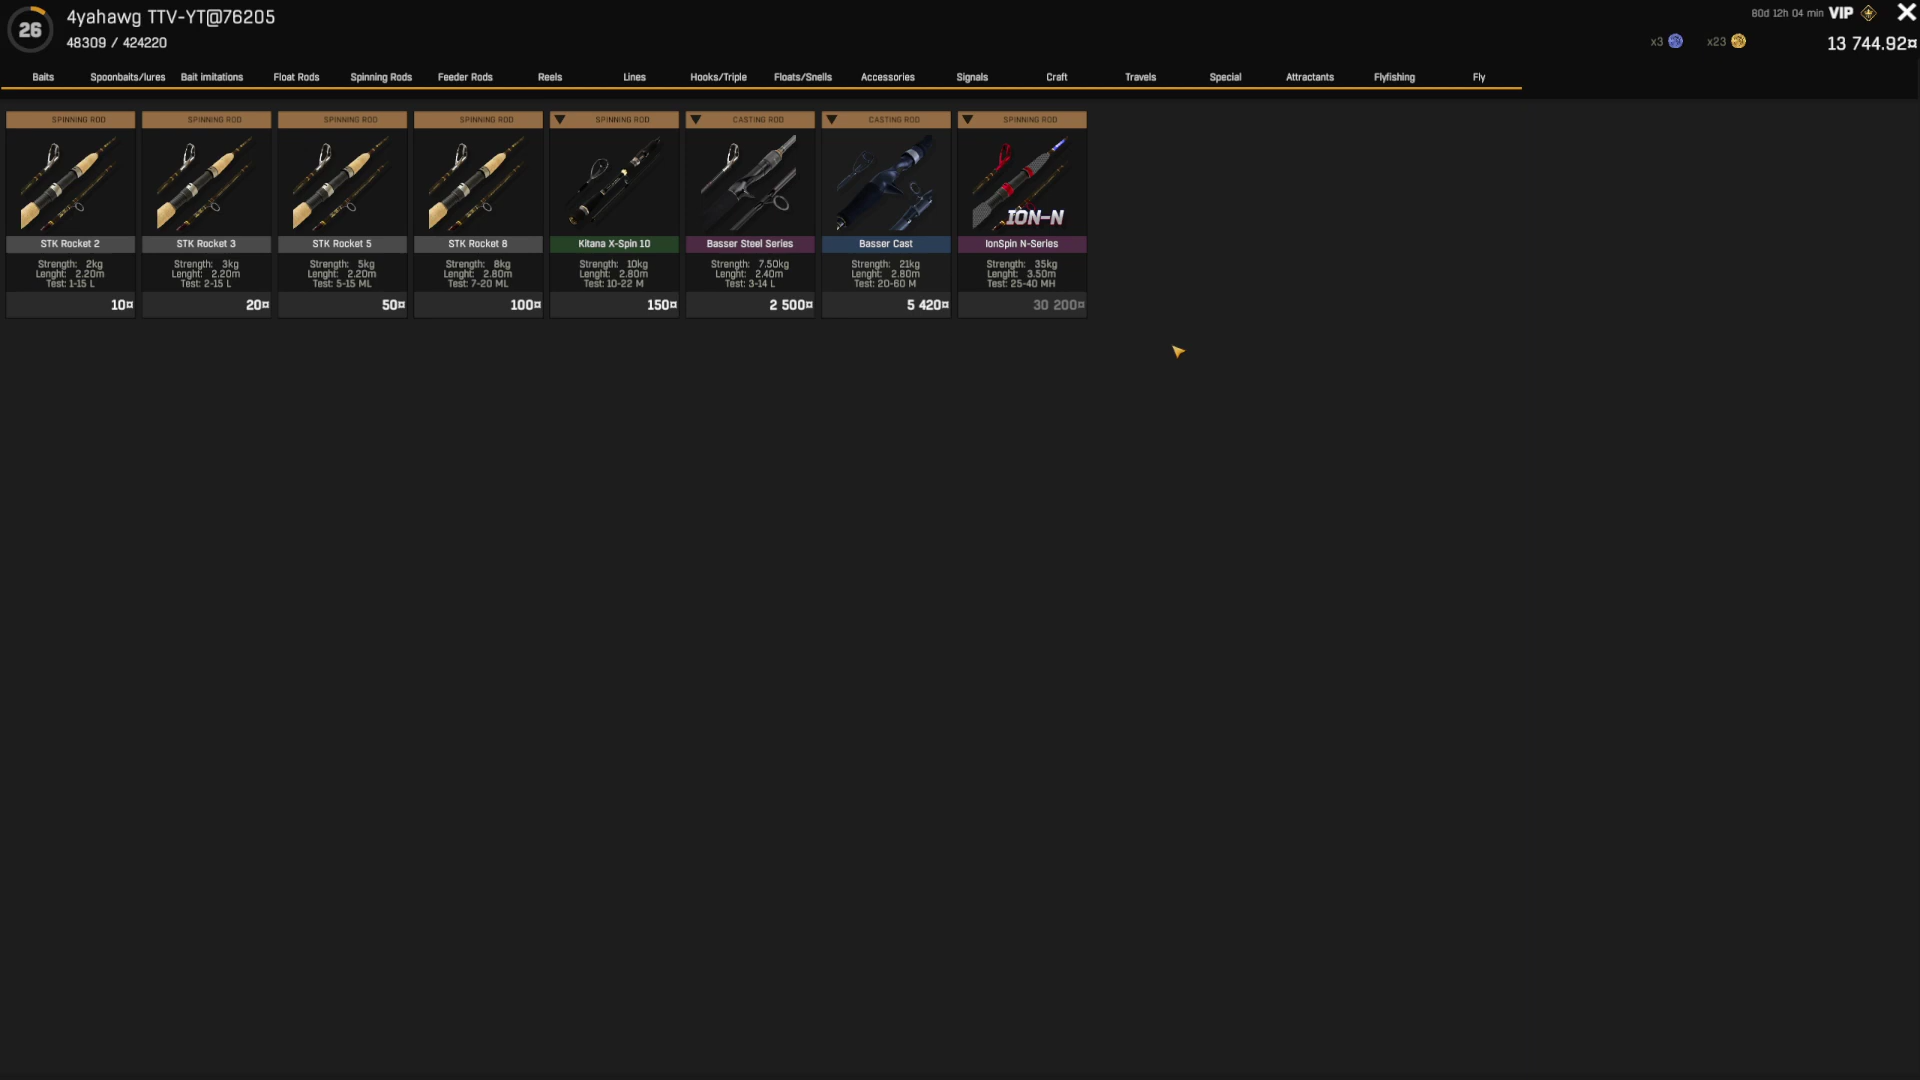 26
4yahawg TTV-YT@76205
48309 / 424220
80d 12h 04 min VIP
x3 x23 13 744.92¤
Baits Spoonbaits/lures Bait imitations Float Rods Spinning Rods Feeder Rods Reels Lines Hooks/Triple Floats/Snells Accessories Signals Craft Travels Special Attractants Flyfishing Fly
SPINNING ROD SPINNING ROD SPINNING ROD SPINNING ROD SPINNING ROD CASTING ROD CASTING ROD SPINNING ROD
ION-N
STK Rocket 2 STK Rocket 3 STK Rocket 5 STK Rocket 8 Kitana X-Spin 10 Basser Steel Series Basser Cast IonSpin N-Series
Strength: 2kg Strength: 3kg Strength: 5kg Strength: 8kg Strength: 10kg Strength: 7.50kg Strength: 21kg Strength: 35kg
Lenght: 2.20m Lenght: 2.20m Lenght: 2.20m Lenght: 2.80m Lenght: 2.80m Lenght: 2.40m Lenght: 2.80m Lenght: 3.50m
Test: 1-15 L Test: 2-15 L Test: 5-15 ML Test: 7-20 ML Test: 10-22 M Test: 3-14 L Test: 20-60 M Test: 25-40 MH
10¤ 20¤ 50¤ 100¤ 150¤ 2 500¤ 5 420¤ 30 200¤